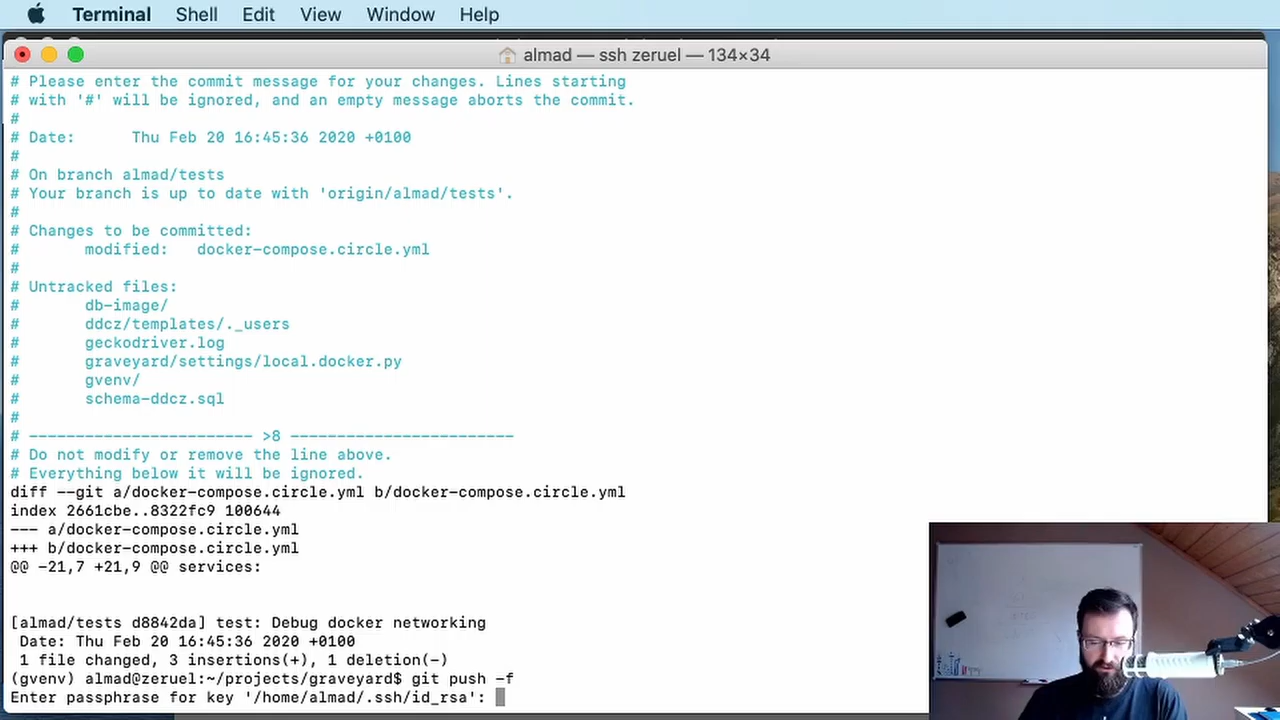 Terminal Shell Edit View Window Help
almad — ssh zeruel — 134×34
# Please enter the commit message for your changes. Lines starting
# with '#' will be ignored, and an empty message aborts the commit.
#
# Date:      Thu Feb 20 16:45:36 2020 +0100
#
# On branch almad/tests
# Your branch is up to date with 'origin/almad/tests'.
#
# Changes to be committed:
#       modified:   docker-compose.circle.yml
#
# Untracked files:
#       db-image/
#       ddcz/templates/._users
#       geckodriver.log
#       graveyard/settings/local.docker.py
#       gvenv/
#       schema-ddcz.sql
#
# ------------------------ >8 ------------------------
# Do not modify or remove the line above.
# Everything below it will be ignored.
diff --git a/docker-compose.circle.yml b/docker-compose.circle.yml
index 2661cbe..8322fc9 100644
--- a/docker-compose.circle.yml
+++ b/docker-compose.circle.yml
@@ -21,7 +21,9 @@ services:
[almad/tests d8842da] test: Debug docker networking
 Date: Thu Feb 20 16:45:36 2020 +0100
 1 file changed, 3 insertions(+), 1 deletion(-)
(gvenv) almad@zeruel:~/projects/graveyard$ git push -f
Enter passphrase for key '/home/almad/.ssh/id_rsa':